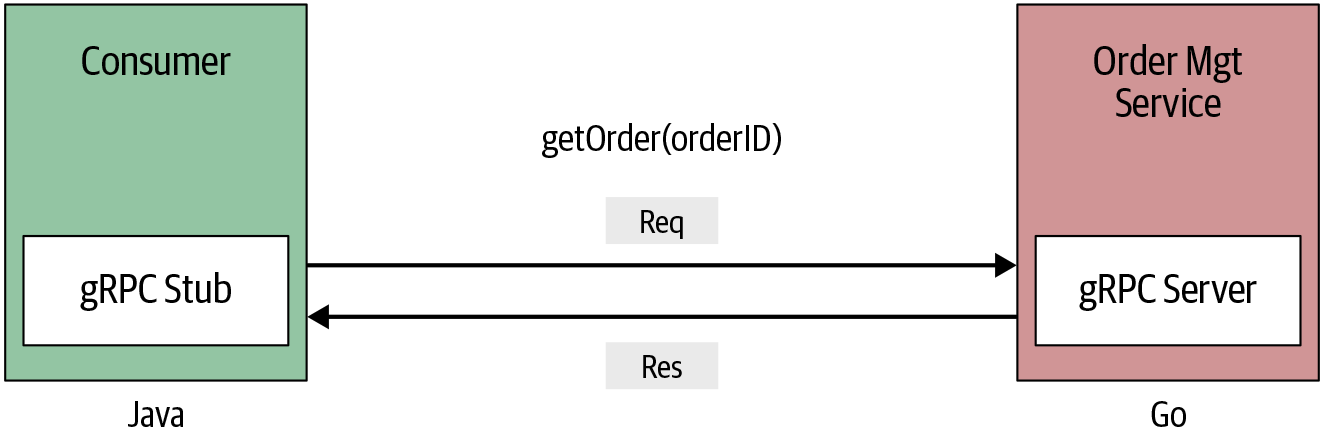 Consumer
Order Mgt
Service
getOrder(orderID)
Req
gRPC Stub
gRPC Server
Res
Java
Go